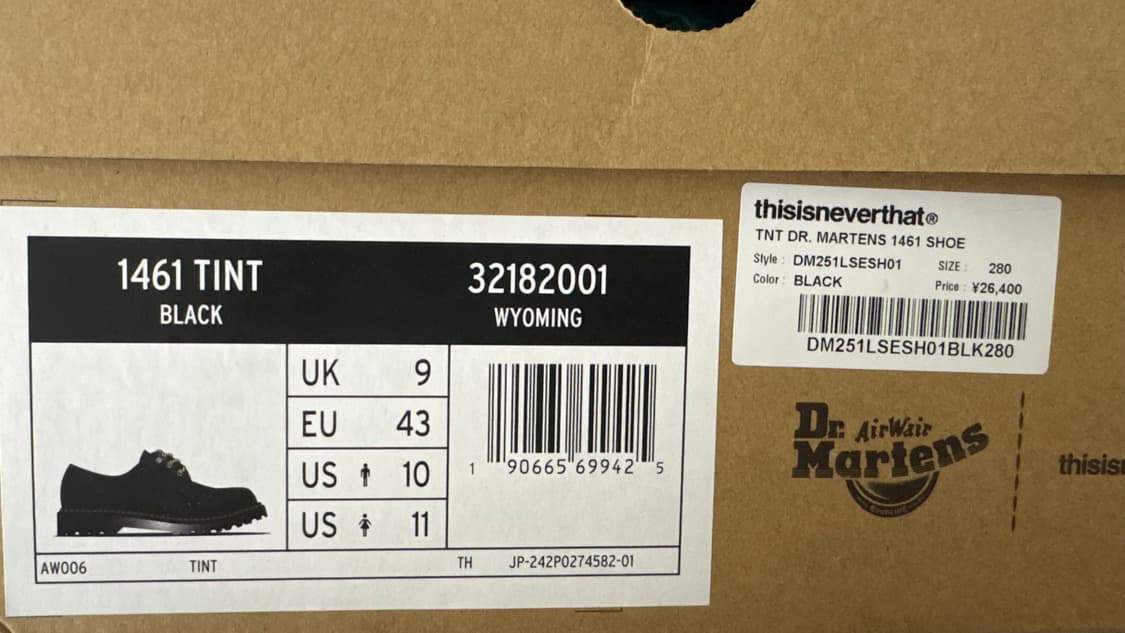 1461 TINT
BLACK
32182001
WYOMING
UK 9
EU 43
US 10
US 11
1 90665 69942 5
AW006 TINT TH JP-242P0274582-01
thisisneverthat®
TNT DR. MARTENS 1461 SHOE
Style : DM251LSESH01 SIZE : 280
Color : BLACK Price : ¥26,400
DM251LSESH01BLK280
Dr. AirWair
Martens
thisis